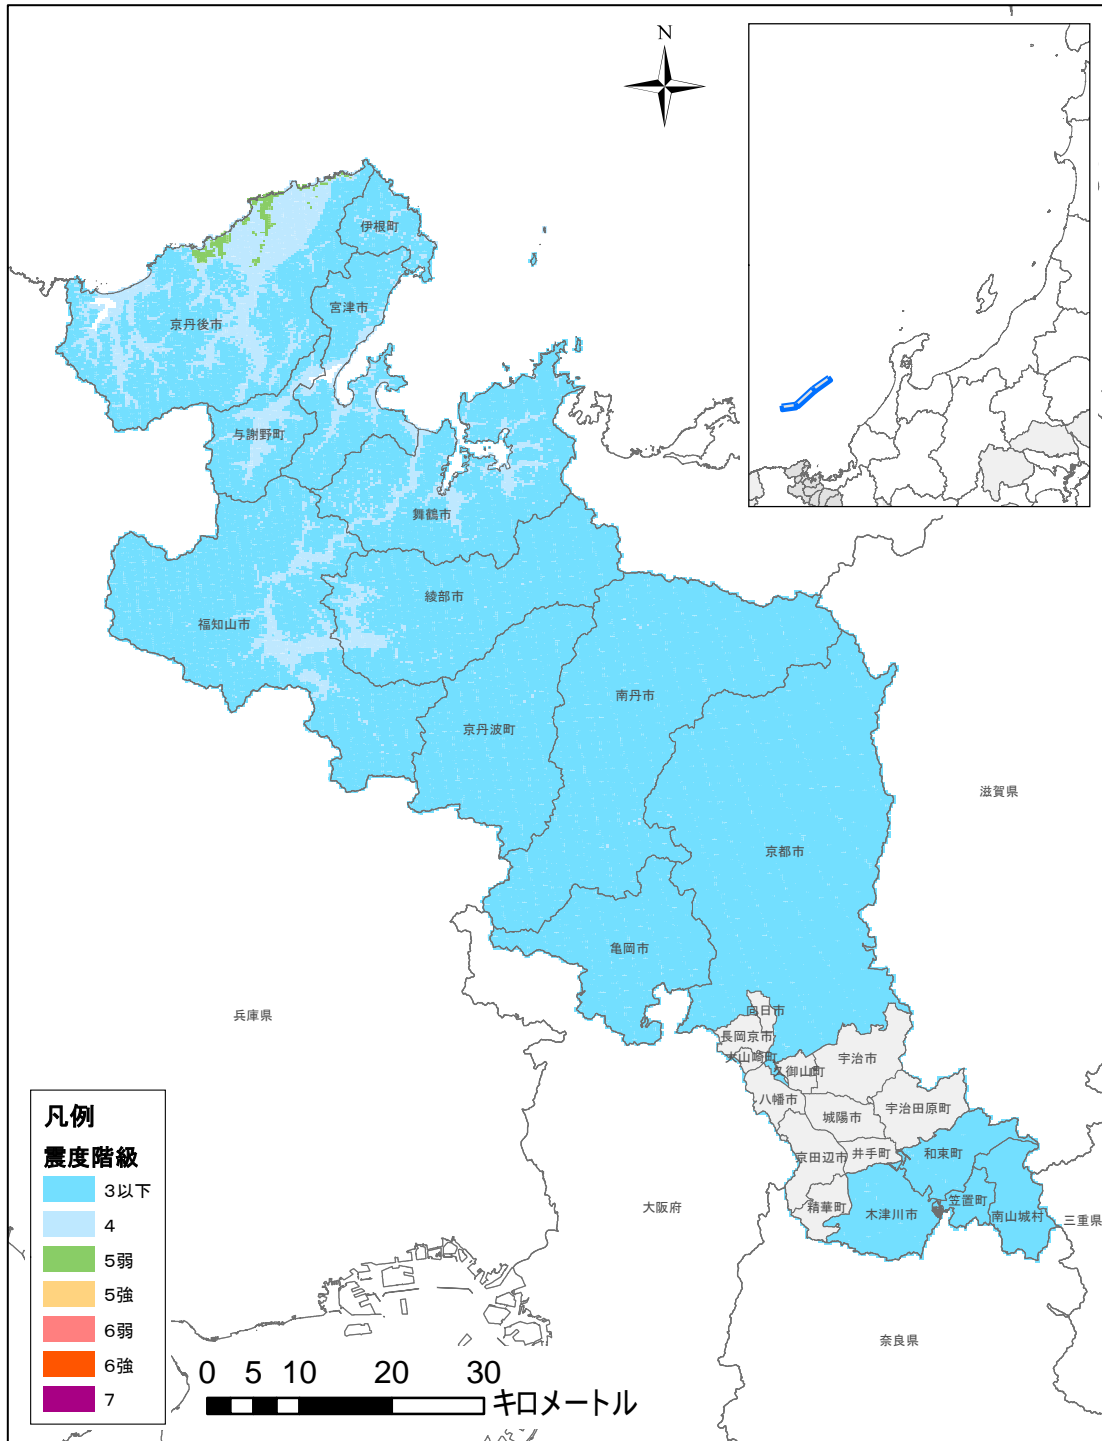 N
伊根町
宮津市
京丹後市
与謝野町
舞鶴市
綾部市
福知山市
南丹市
京丹波町
滋賀県
京都市
亀岡市
兵庫県
向日市
長岡京市
大山崎町
久御山町
宇治市
八幡市
宇治田原町
城陽市
井手町
京田辺市
和束町
精華町
木津川市
笠置町
南山城村
三重県
大阪府
奈良県
凡例
震度階級
3以下
4
5弱
5強
6弱
6強
7
0 5 10 20 30
キロメートル